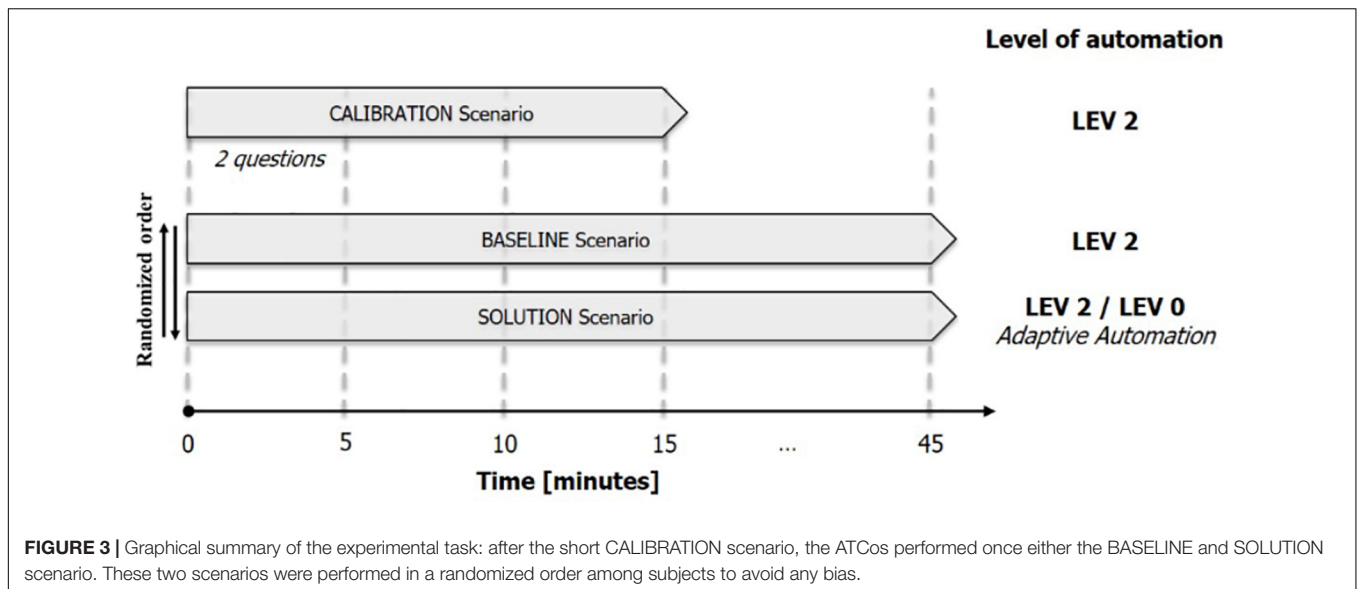 Level of automation
CALIBRATION Scenario
LEV 2
2 questions
Randomized order
BASELINE Scenario
LEV 2
SOLUTION Scenario
LEV 2 / LEV 0
Adaptive Automation
0 5 10 15 ... 45
Time [minutes]
FIGURE 3 | Graphical summary of the experimental task: after the short CALIBRATION scenario, the ATCos performed once either the BASELINE and SOLUTION
scenario. These two scenarios were performed in a randomized order among subjects to avoid any bias.